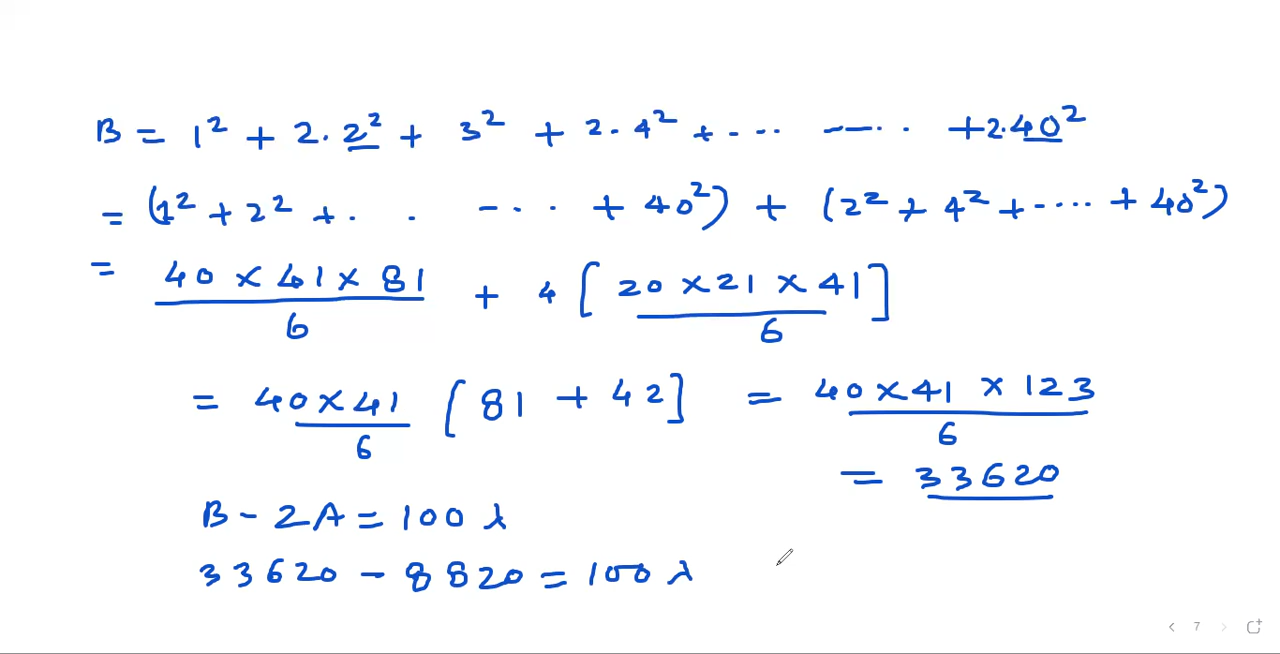 B = 1² + 2·2² + 3² + 2·4² + ---- ---·· + 2·40²
= (1² + 2² + · · -··· + 40²) + (2² + 4² + -··· + 40²)
= 40 × 41 × 81 / 6 + 4 [ 20 × 21 × 41 / 6 ]
= 40 × 41 / 6 [ 81 + 42 ] = 40 × 41 × 123 / 6
= 33620
B - 2A = 100 λ
33620 - 8820 = 100 λ
< 7 >